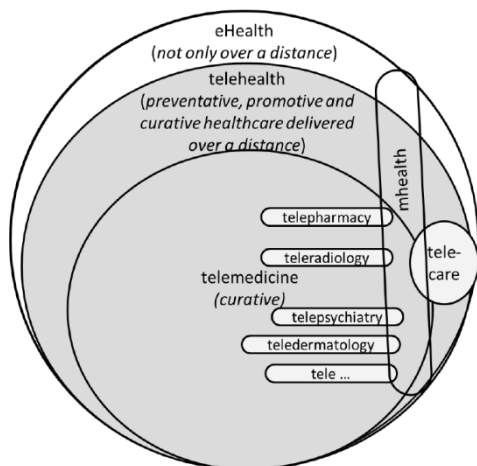 eHealth
(not only over a distance)
telehealth
(preventative, promotive and
curative healthcare delivered
over a distance)
mhealth
telepharmacy
teleradiology
tele-
care
telemedicine
(curative)
telepsychiatry
teledermatology
tele ...